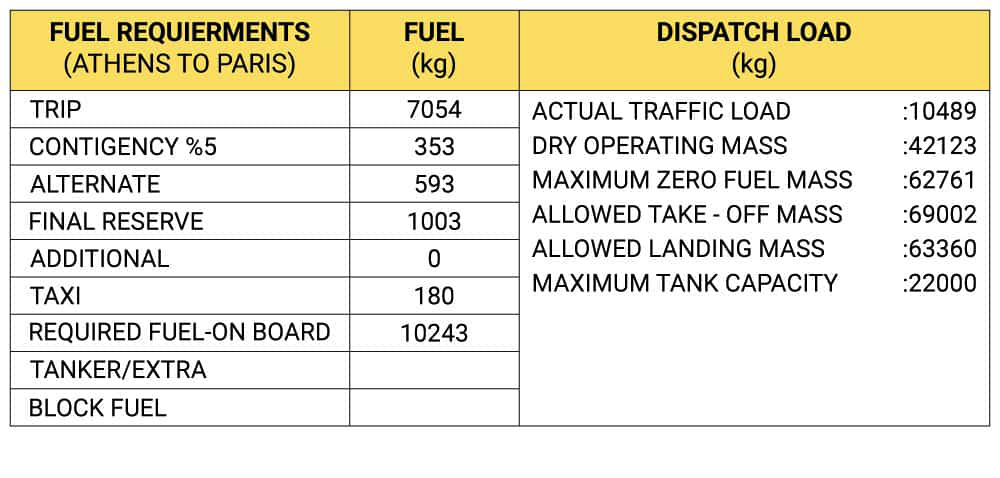 FUEL REQUIERMENTS
(ATHENS TO PARIS)
FUEL
(kg)
DISPATCH LOAD
(kg)
TRIP 7054
CONTIGENCY %5 353
ALTERNATE 593
FINAL RESERVE 1003
ADDITIONAL 0
TAXI 180
REQUIRED FUEL-ON BOARD 10243
TANKER/EXTRA
BLOCK FUEL
ACTUAL TRAFFIC LOAD :10489
DRY OPERATING MASS :42123
MAXIMUM ZERO FUEL MASS :62761
ALLOWED TAKE - OFF MASS :69002
ALLOWED LANDING MASS :63360
MAXIMUM TANK CAPACITY :22000